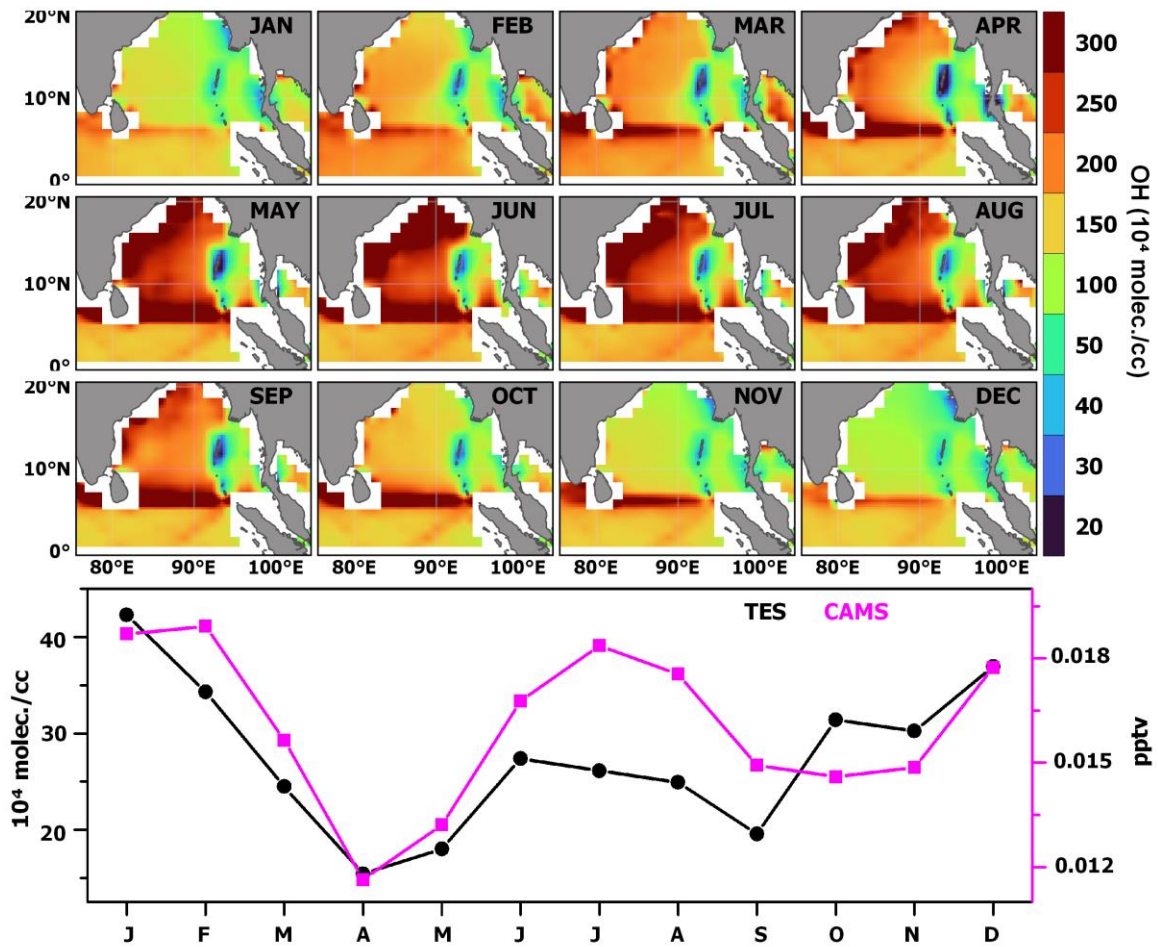 20°N JAN FEB MAR APR
10°N
0°
20°N MAY JUN JUL AUG
10°N
0°
20°N SEP OCT NOV DEC
10°N
0°
80°E 90°E 100°E 80°E 90°E 100°E 80°E 90°E 100°E 80°E 90°E 100°E
300
250
200
150
100
50
40
30
20
OH (10⁴ molec./cc)
TES CAMS
40
30
20
10⁴ molec./cc
0.018
0.015
0.012
pptv
J F M A M J J A S O N D